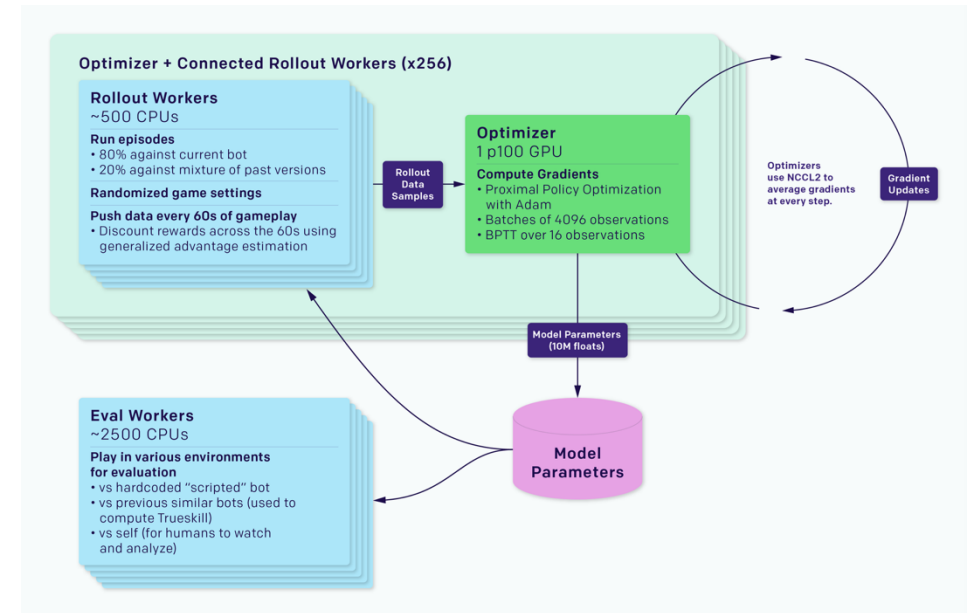 Optimizer + Connected Rollout Workers (x256)
Rollout Workers
~500 CPUs
Run episodes
• 80% against current bot
• 20% against mixture of past versions
Randomized game settings
Push data every 60s of gameplay
• Discount rewards across the 60s using
generalized advantage estimation
Rollout
Data
Samples
Optimizer
1 p100 GPU
Compute Gradients
• Proximal Policy Optimization
with Adam
• Batches of 4096 observations
• BPTT over 16 observations
Optimizers
use NCCL2 to
average gradients
at every step.
Gradient
Updates
Model Parameters
(10M floats)
Eval Workers
~2500 CPUs
Play in various environments
for evaluation
• vs hardcoded “scripted” bot
• vs previous similar bots (used to
compute Trueskill)
• vs self (for humans to watch
and analyze)
Model
Parameters